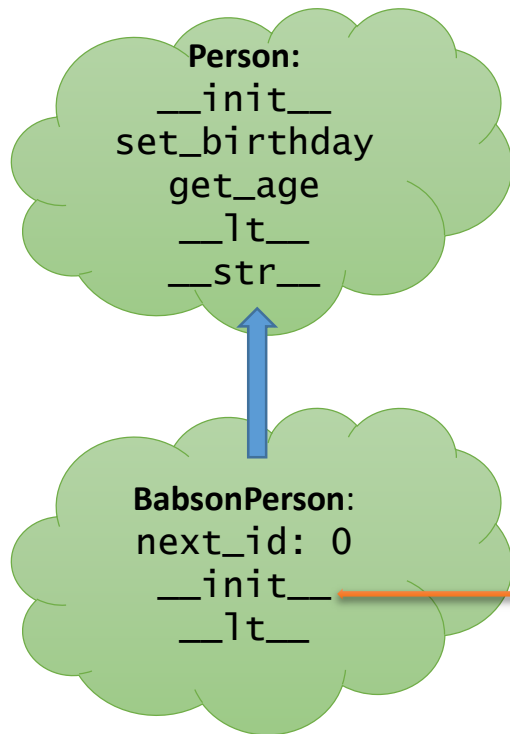 Person:
__init__
set_birthday
get_age
__lt__
__str__
BabsonPerson:
next_id: 0
__init__
__lt__